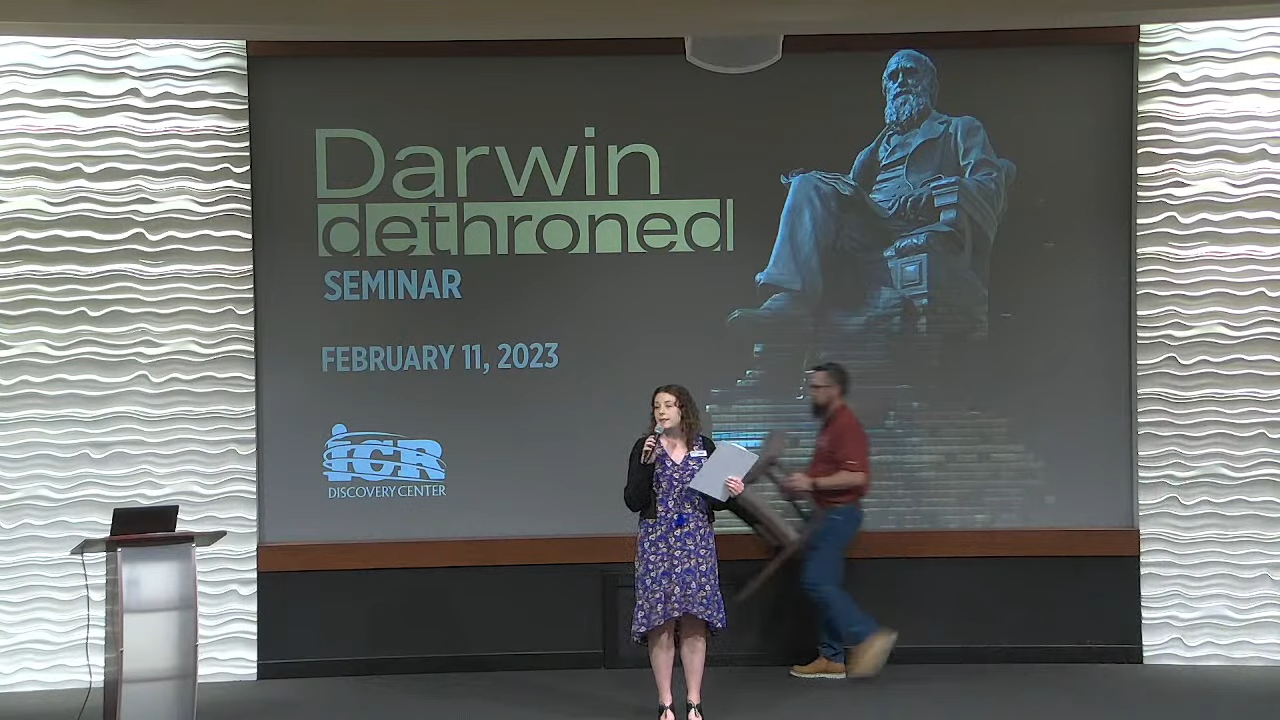 Darwin
dethroned
SEMINAR
FEBRUARY 11, 2023
ICR
DISCOVERY CENTER